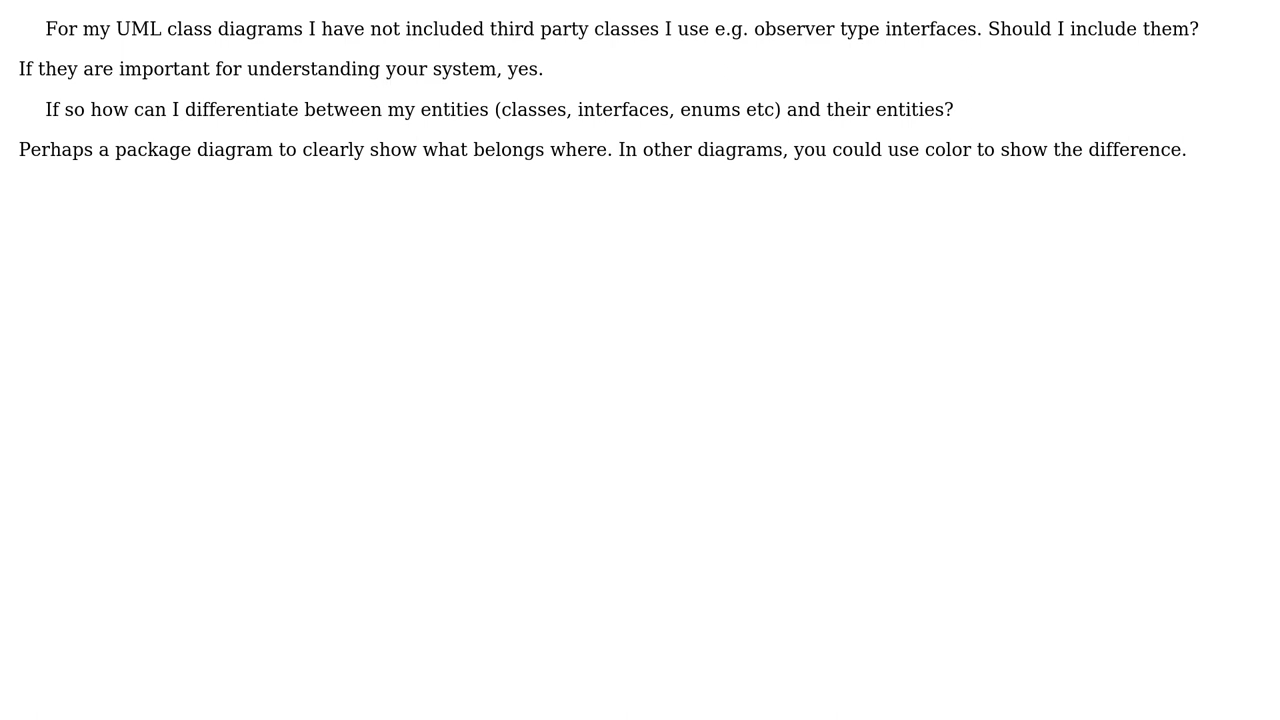 For my UML class diagrams I have not included third party classes I use e.g. observer type interfaces. Should I include them?
If they are important for understanding your system, yes.
If so how can I differentiate between my entities (classes, interfaces, enums etc) and their entities?
Perhaps a package diagram to clearly show what belongs where. In other diagrams, you could use color to show the difference.